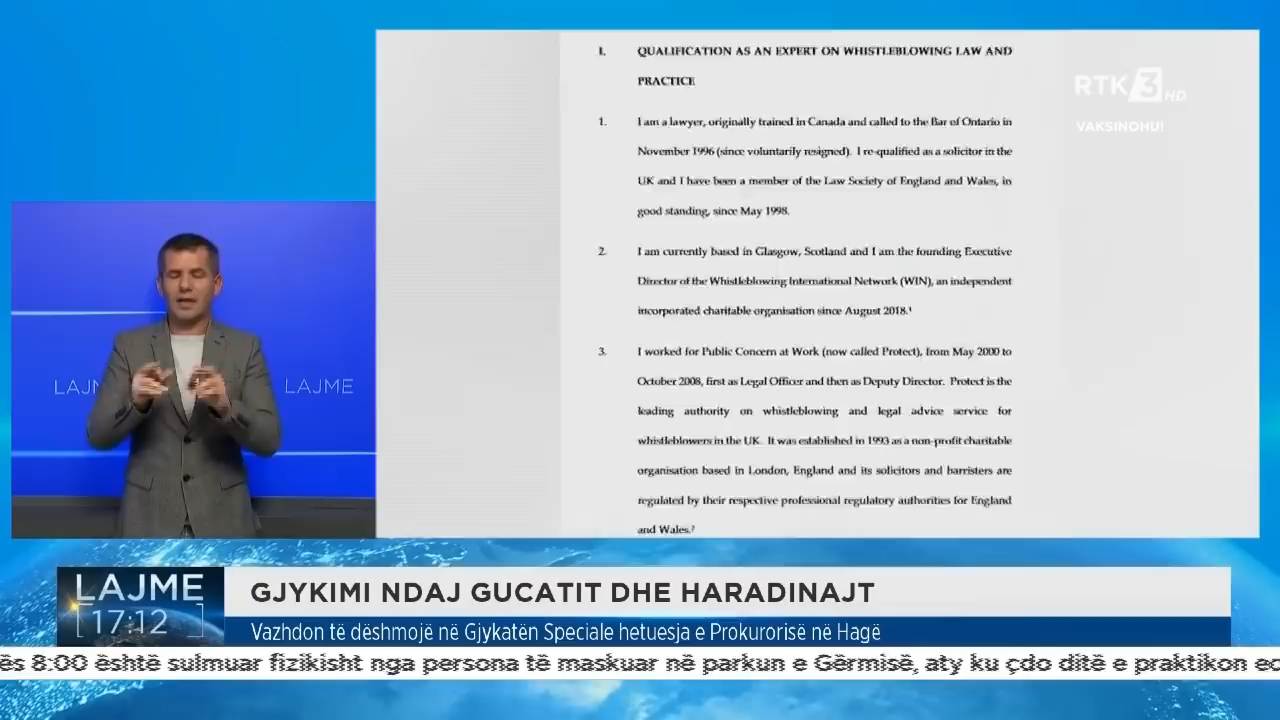 I. QUALIFICATION AS AN EXPERT ON WHISTLEBLOWING LAW AND
PRACTICE
1. I am a lawyer, originally trained in Canada and called to the Bar of Ontario in
November 1996 (since voluntarily resigned). I re-qualified as a solicitor in the
UK and I have been a member of the Law Society of England and Wales, in
good standing, since May 1998.
2. I am currently based in Glasgow, Scotland and I am the founding Executive
Director of the Whistleblowing International Network (WIN), an independent
incorporated charitable organisation since August 2018.¹
3. I worked for Public Concern at Work (now called Protect), from May 2000 to
October 2008, first as Legal Officer and then as Deputy Director. Protect is the
leading authority on whistleblowing and legal advice service for
whistleblowers in the UK. It was established in 1993 as a non-profit charitable
organisation based in London, England and its solicitors and barristers are
regulated by their respective professional regulatory authorities for England
and Wales.²
RTK 3 HD
VAKSINOHU!
LAJM
LAJME
LAJME
17:12
GJYKIMI NDAJ GUCATIT DHE HARADINAJT
Vazhdon të dëshmojë në Gjykatën Speciale hetuesja e Prokurorisë në Hagë
ës 8:00 është sulmuar fizikisht nga persona të maskuar në parkun e Gërmisë, aty ku çdo ditë e praktikon